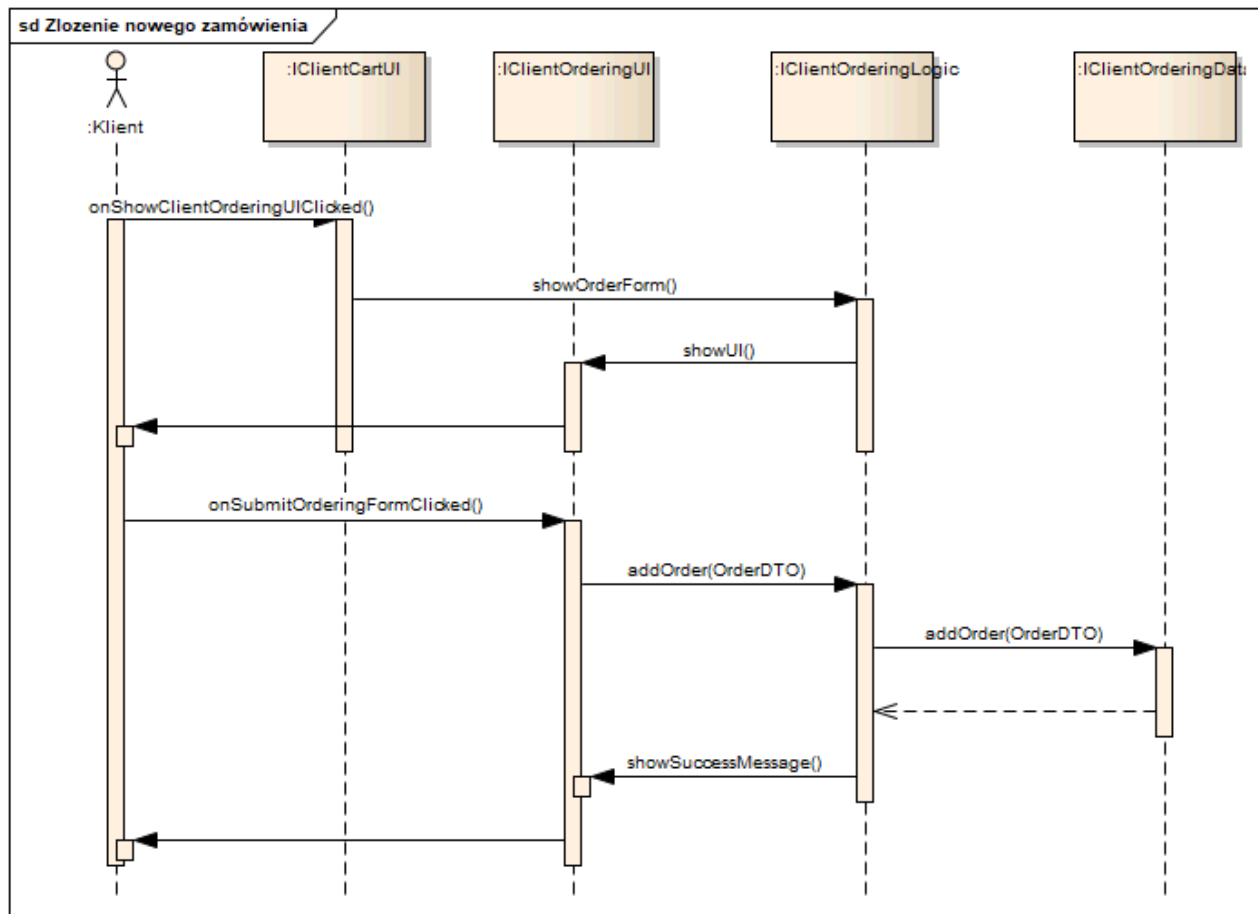 sd Zlozenie nowego zamówienia
:Klient
:IClientCartUI
:IClientOrderingUI
:IClientOrderingLogic
:IClientOrderingData
onShowClientOrderingUIClicked()
showOrderForm()
showUI()
onSubmitOrderingFormClicked()
addOrder(OrderDTO)
addOrder(OrderDTO)
showSuccessMessage()